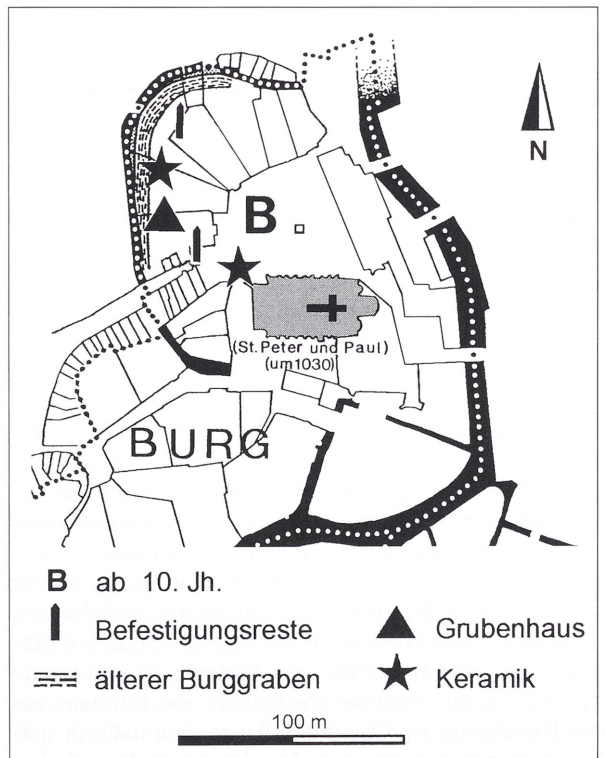 N
B
(St. Peter und Paul)
(um1030)
BURG
B ab 10. Jh.
Befestigungsreste
Grubenhaus
älterer Burggraben
Keramik
100 m